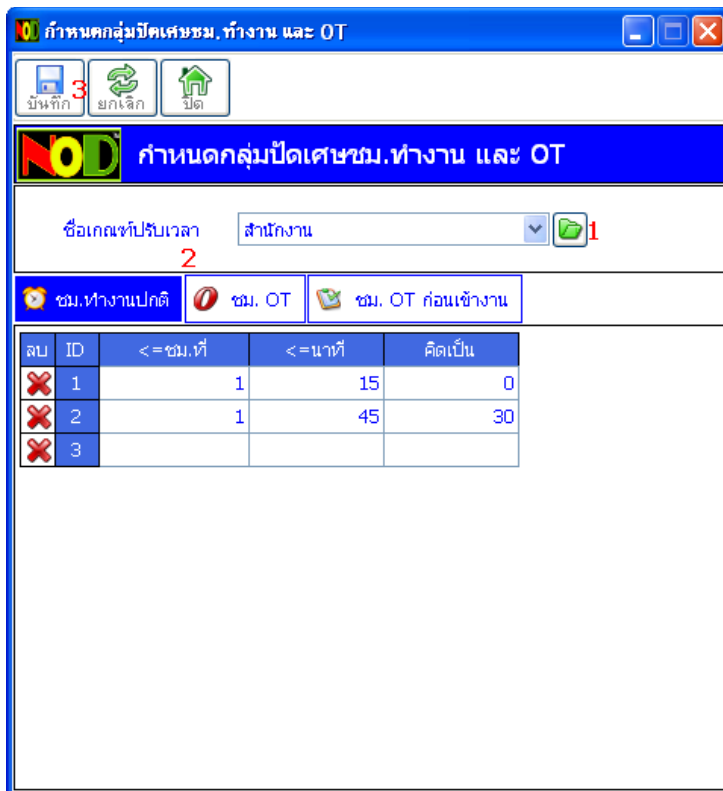 กำหนดกลุ่มปัดเศษชม.ทำงาน และ OT
บันทึก 3 ยกเลิก ปิด
NOD กำหนดกลุ่มปัดเศษชม.ทำงาน และ OT
ชื่อเกณฑ์ปรับเวลา สำนักงาน 1
2
ชม.ทำงานปกติ ชม. OT ชม. OT ก่อนเข้างาน
ลบ ID <=ชม.ที่ <=นาที คิดเป็น
1 1 15 0
2 1 45 30
3